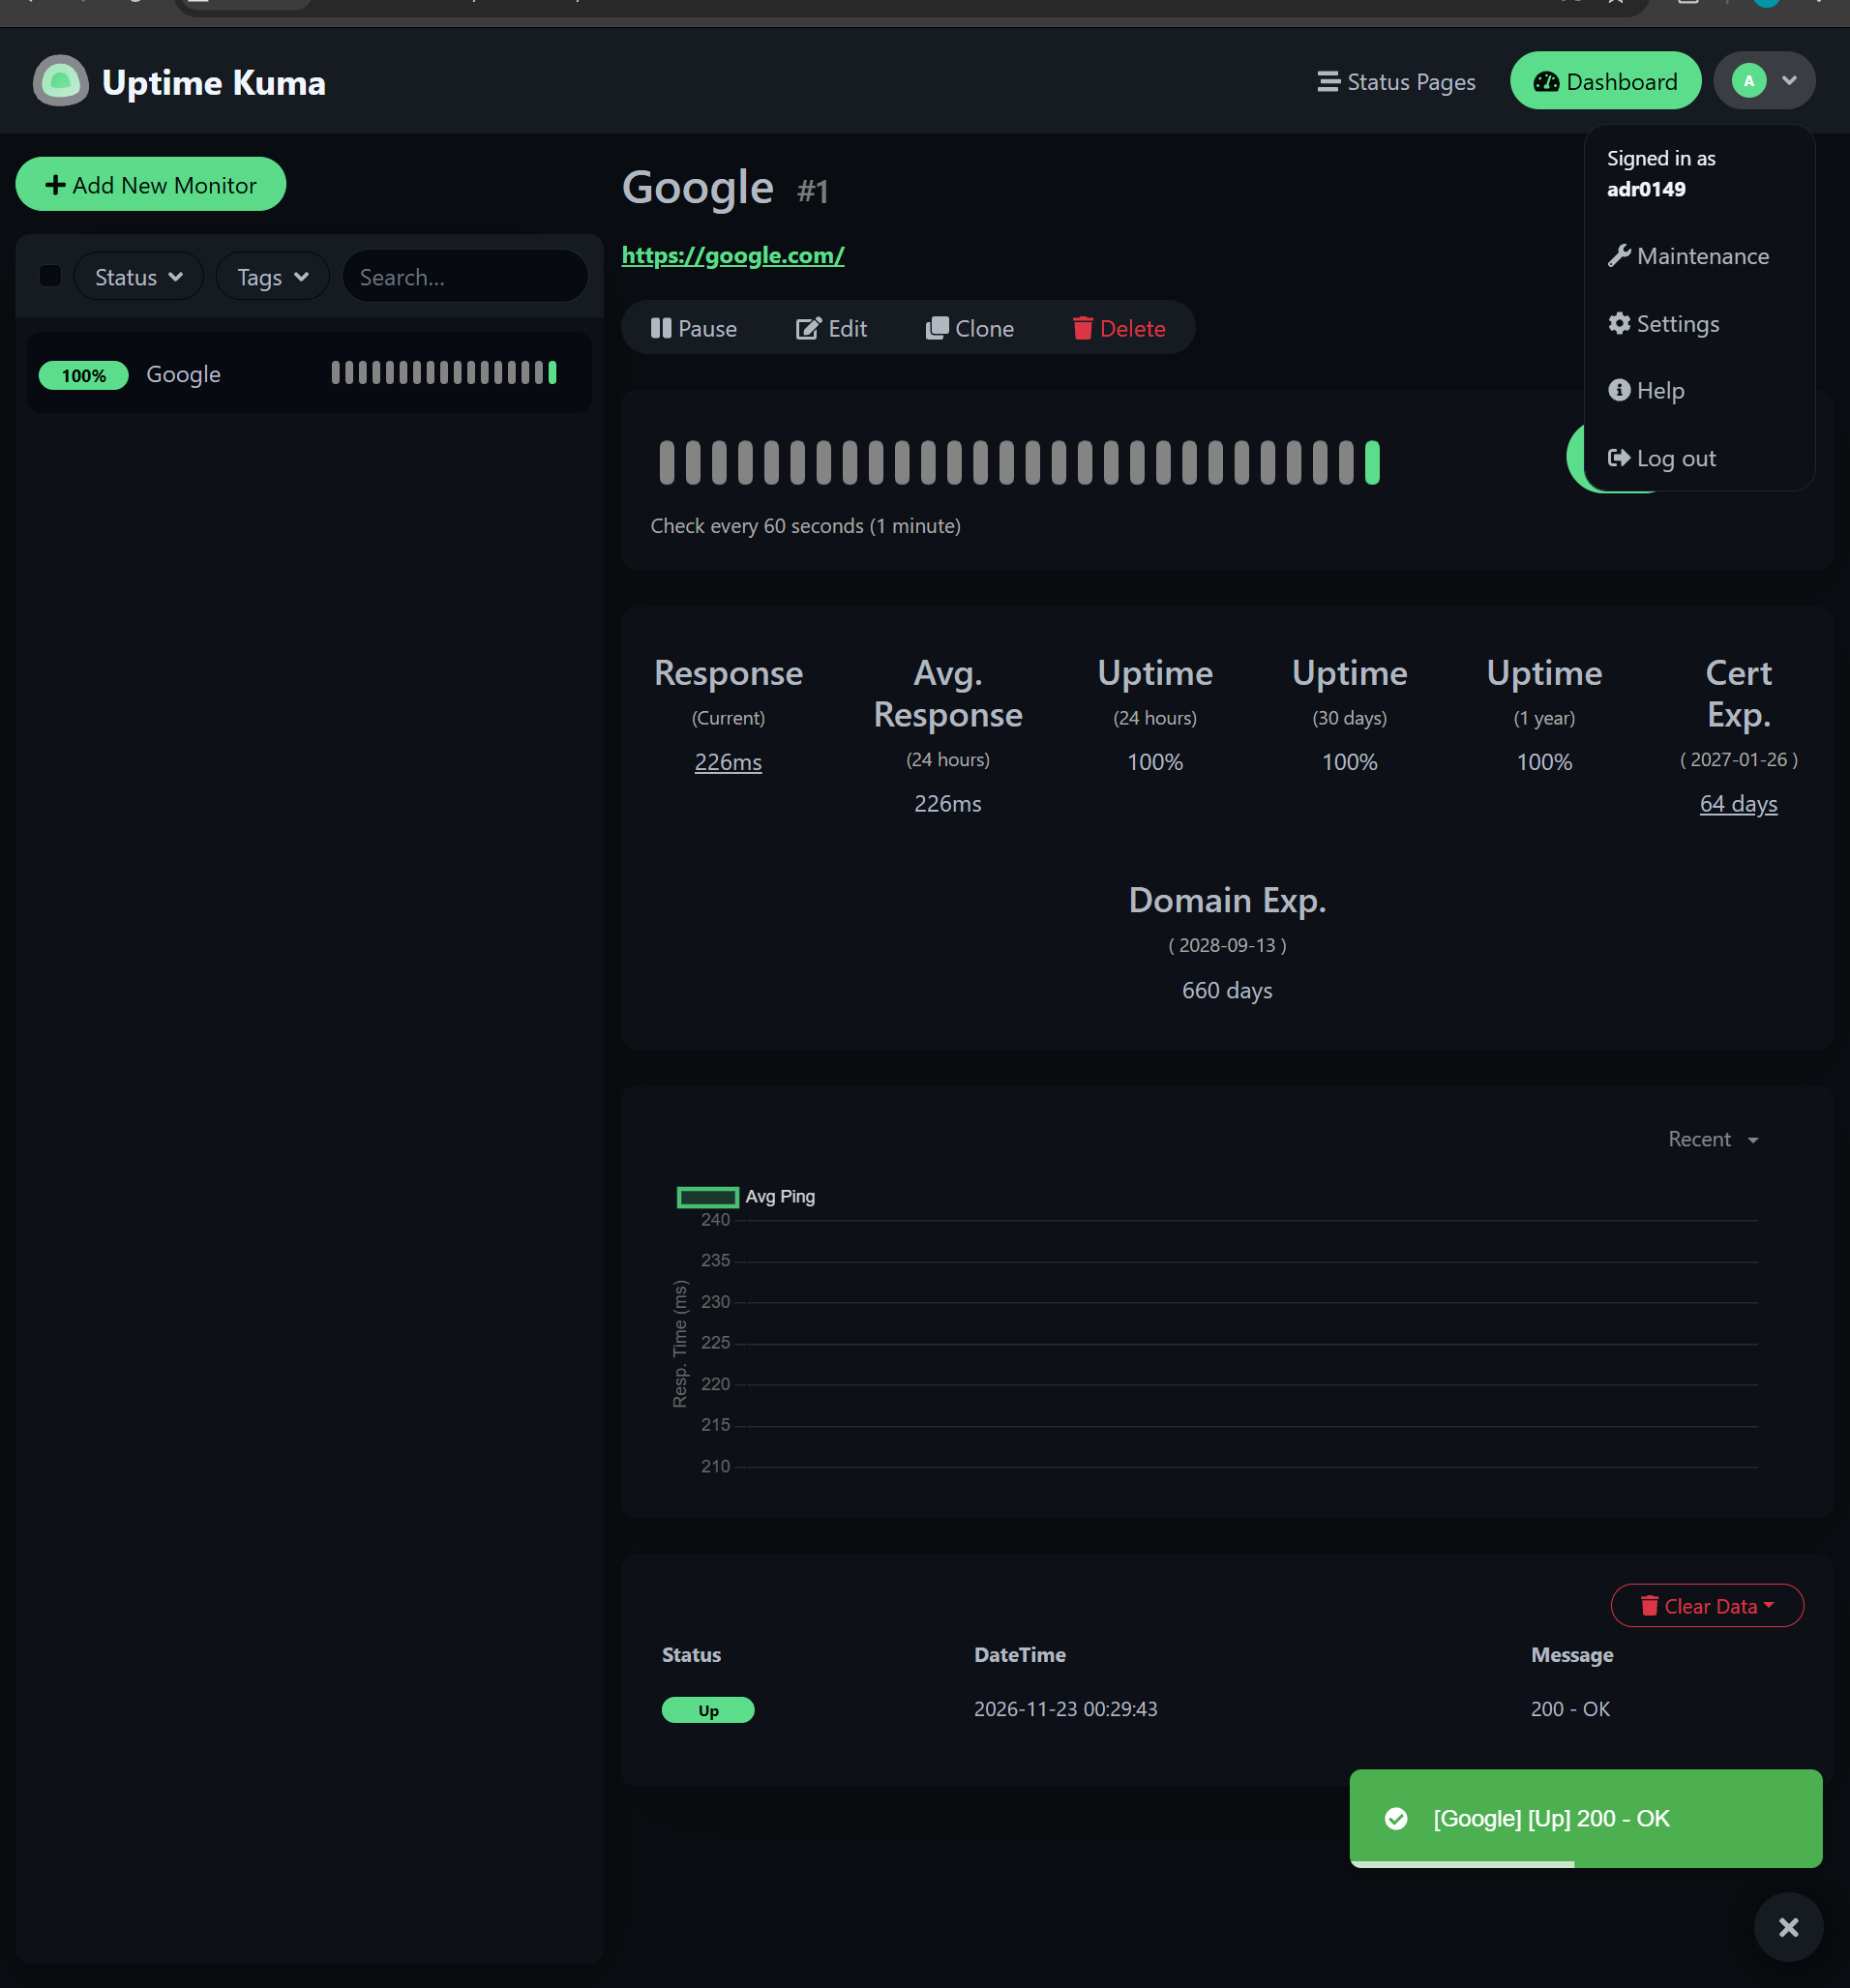 Uptime Kuma
Status Pages
Dashboard
A
Signed in as
adr0149
Maintenance
Settings
Help
Log out
Add New Monitor
Status
Tags
Search...
100%
Google
Google #1
https://google.com/
Pause
Edit
Clone
Delete
Check every 60 seconds (1 minute)
Response
(Current)
226ms
Avg.
Response
(24 hours)
226ms
Uptime
(24 hours)
100%
Uptime
(30 days)
100%
Uptime
(1 year)
100%
Cert
Exp.
( 2027-01-26 )
64 days
Domain Exp.
( 2028-09-13 )
660 days
Recent
Avg Ping
Resp. Time (ms)
240
235
230
225
220
215
210
Clear Data
Status DateTime Message
Up 2026-11-23 00:29:43 200 - OK
[Google] [Up] 200 - OK